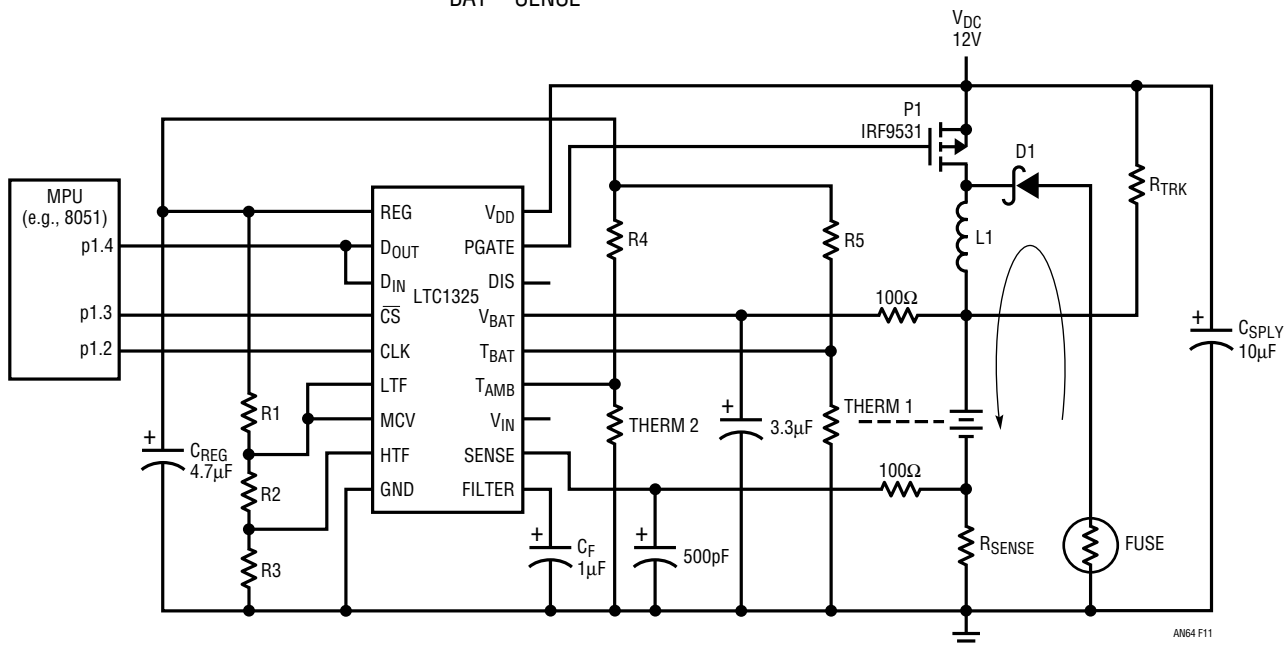 BAT SENSE
V_DC
12V
P1
IRF9531
D1
R_TRK
MPU
(e.g., 8051)
p1.4
p1.3
p1.2
REG
D_OUT
D_IN
C̅S̅
CLK
LTF
MCV
HTF
GND
LTC1325
V_DD
PGATE
DIS
V_BAT
T_BAT
T_AMB
V_IN
SENSE
FILTER
R4
R5
L1
100Ω
+
C_SPLY
10µF
R1
R2
R3
+
C_REG
4.7µF
THERM 2
+
3.3µF
THERM 1
100Ω
+
C_F
1µF
+
500pF
R_SENSE
FUSE
AN64 F11